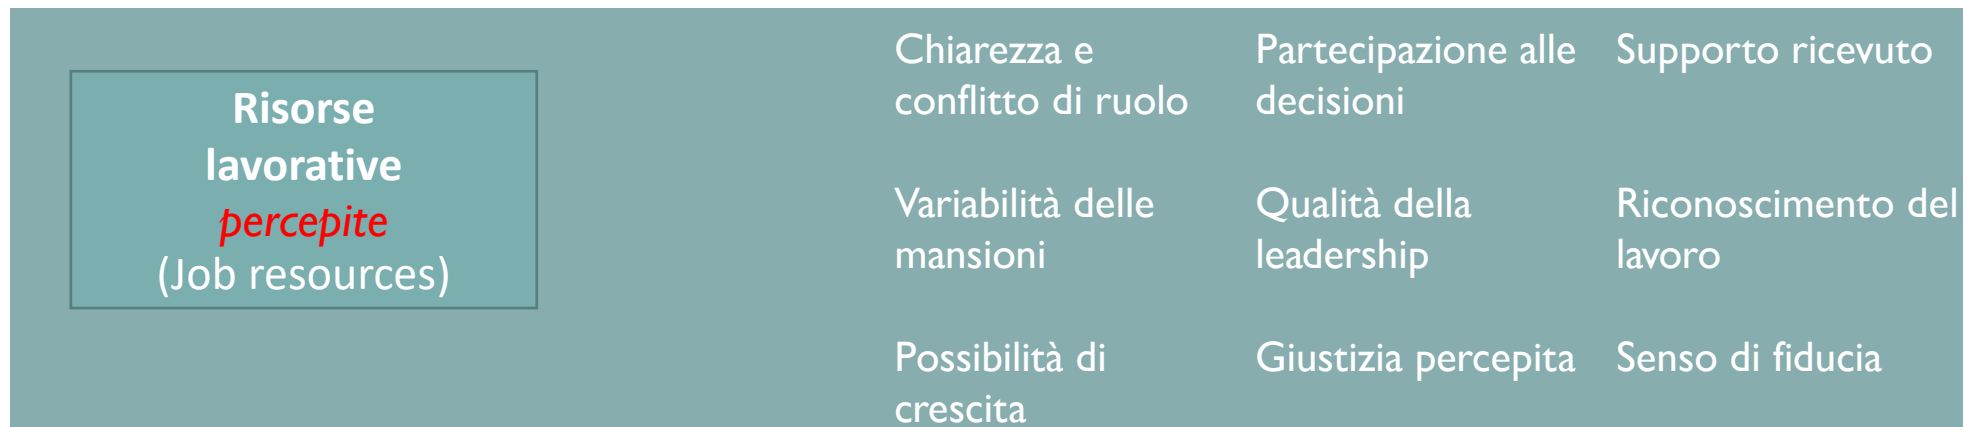 Risorse
lavorative
percepite
(Job resources)
Chiarezza e
conflitto di ruolo
Partecipazione alle
decisioni
Supporto ricevuto
Variabilità delle
mansioni
Qualità della
leadership
Riconoscimento del
lavoro
Possibilità di
crescita
Giustizia percepita
Senso di fiducia